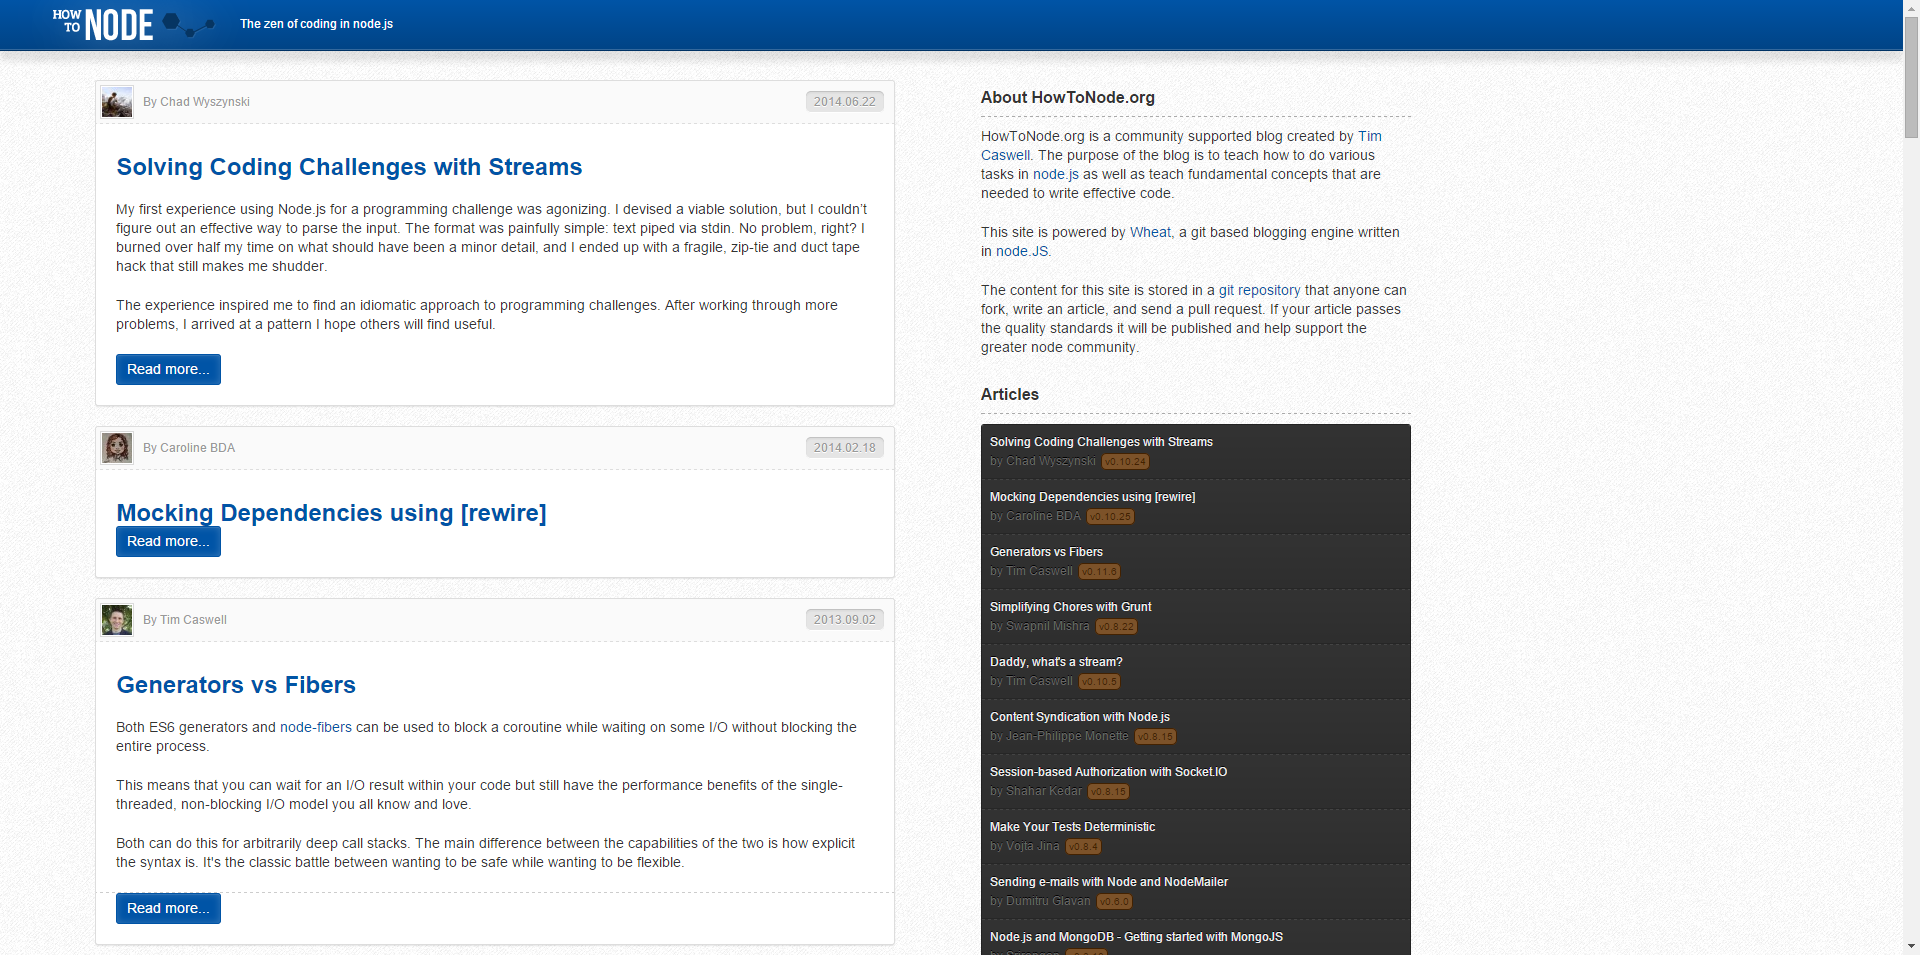 HOW TO NODE
The zen of coding in node.js
By Chad Wyszynski
2014.06.22
Solving Coding Challenges with Streams
My first experience using Node.js for a programming challenge was agonizing. I devised a viable solution, but I couldn't
figure out an effective way to parse the input. The format was painfully simple: text piped via stdin. No problem, right? I
burned over half my time on what should have been a minor detail, and I ended up with a fragile, zip-tie and duct tape
hack that still makes me shudder.
The experience inspired me to find an idiomatic approach to programming challenges. After working through more
problems, I arrived at a pattern I hope others will find useful.
Read more...
By Caroline BDA
2014.02.18
Mocking Dependencies using [rewire]
Read more...
By Tim Caswell
2013.09.02
Generators vs Fibers
Both ES6 generators and node-fibers can be used to block a coroutine while waiting on some I/O without blocking the
entire process.
This means that you can wait for an I/O result within your code but still have the performance benefits of the single-
threaded, non-blocking I/O model you all know and love.
Both can do this for arbitrarily deep call stacks. The main difference between the capabilities of the two is how explicit
the syntax is. It's the classic battle between wanting to be safe while wanting to be flexible.
Read more...
About HowToNode.org
HowToNode.org is a community supported blog created by Tim
Caswell. The purpose of the blog is to teach how to do various
tasks in node.js as well as teach fundamental concepts that are
needed to write effective code.
This site is powered by Wheat, a git based blogging engine written
in node.JS.
The content for this site is stored in a git repository that anyone can
fork, write an article, and send a pull request. If your article passes
the quality standards it will be published and help support the
greater node community.
Articles
Solving Coding Challenges with Streams
by Chad Wyszynski v0.10.24
Mocking Dependencies using [rewire]
by Caroline BDA v0.10.25
Generators vs Fibers
by Tim Caswell v0.11.6
Simplifying Chores with Grunt
by Swapnil Mishra v0.8.22
Daddy, what's a stream?
by Tim Caswell v0.10.5
Content Syndication with Node.js
by Jean-Philippe Monette v0.8.15
Session-based Authorization with Socket.IO
by Shahar Kedar v0.8.15
Make Your Tests Deterministic
by Vojta Jina v0.8.4
Sending e-mails with Node and NodeMailer
by Dumitru Glavan v0.6.0
Node.js and MongoDB - Getting started with MongoJS
by